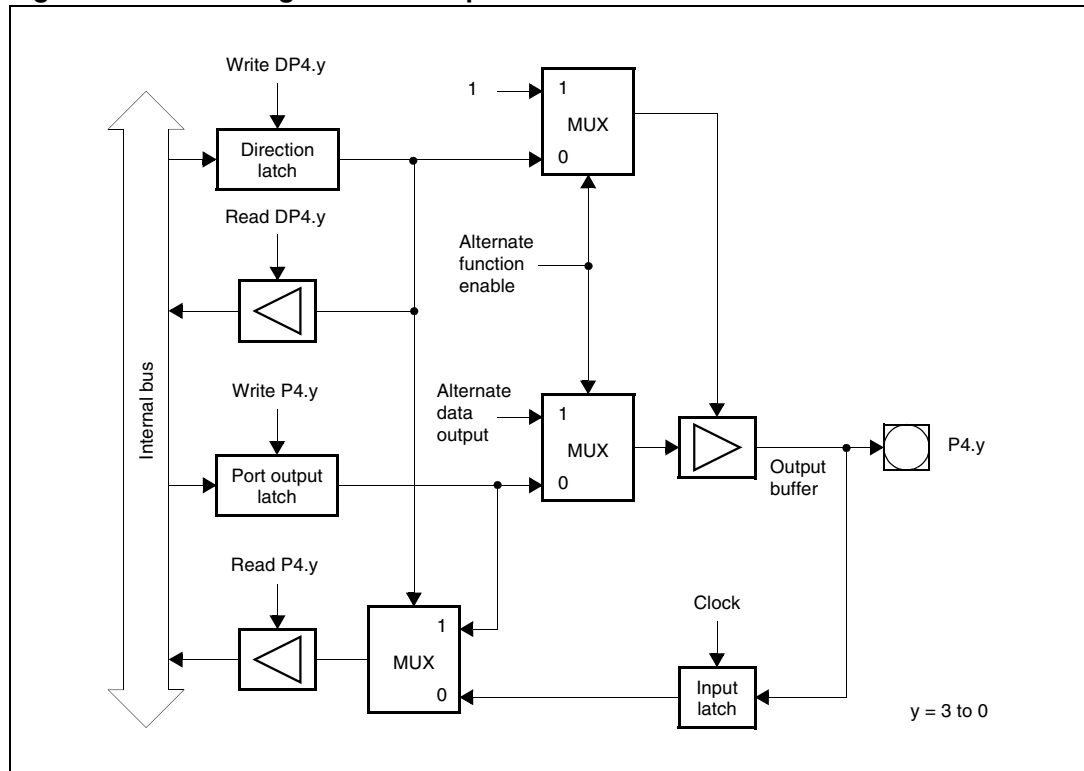 Write DP4.y
1
1
MUX
0
Direction
latch
Read DP4.y
Alternate
function
enable
Internal bus
Write P4.y
Alternate
data
output
1
MUX
0
P4.y
Output
buffer
Port output
latch
Read P4.y
Clock
1
MUX
0
Input
latch
y = 3 to 0